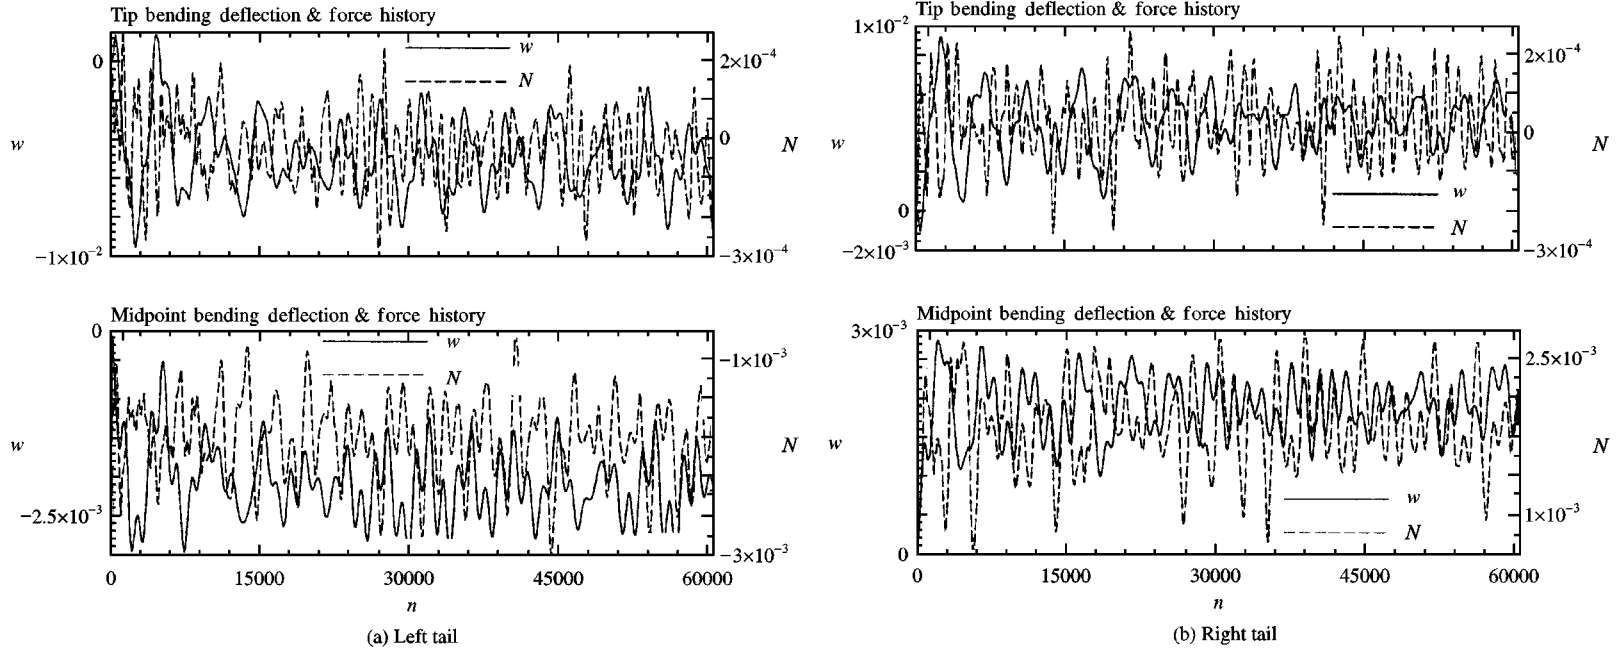 Tip bending deflection & force history
0
w
−1×10⁻²
w
N
2×10⁻⁴
0
N
−3×10⁻⁴
Midpoint bending deflection & force history
0
w
−2.5×10⁻³
w
N
−1×10⁻³
N
−3×10⁻³
0 15000 30000 45000 60000
n
(a) Left tail
Tip bending deflection & force history
1×10⁻²
w
0
−2×10⁻³
w
N
2×10⁻⁴
0
N
−3×10⁻⁴
Midpoint bending deflection & force history
3×10⁻³
w
0
w
N
2.5×10⁻³
N
1×10⁻³
0 15000 30000 45000 60000
n
(b) Right tail